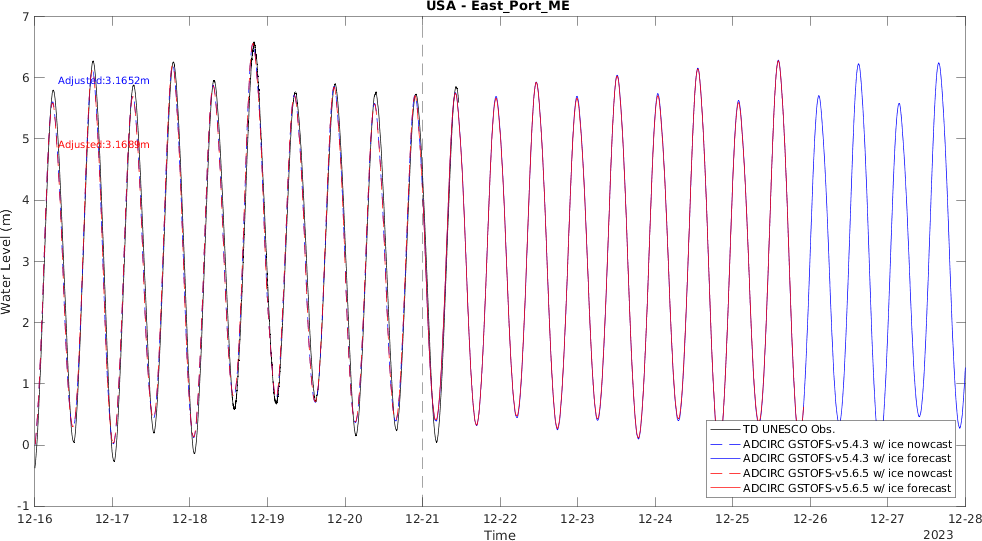 USA - East_Port_ME
7
6
5
4
3
2
1
0
-1
Water Level (m)
Adjusted:3.1652m
Adjusted:3.1689m
TD UNESCO Obs.
ADCIRC GSTOFS-v5.4.3 w/ ice nowcast
ADCIRC GSTOFS-v5.4.3 w/ ice forecast
ADCIRC GSTOFS-v5.6.5 w/ ice nowcast
ADCIRC GSTOFS-v5.6.5 w/ ice forecast
12-16 12-17 12-18 12-19 12-20 12-21 12-22 12-23 12-24 12-25 12-26 12-27 12-28
Time
2023